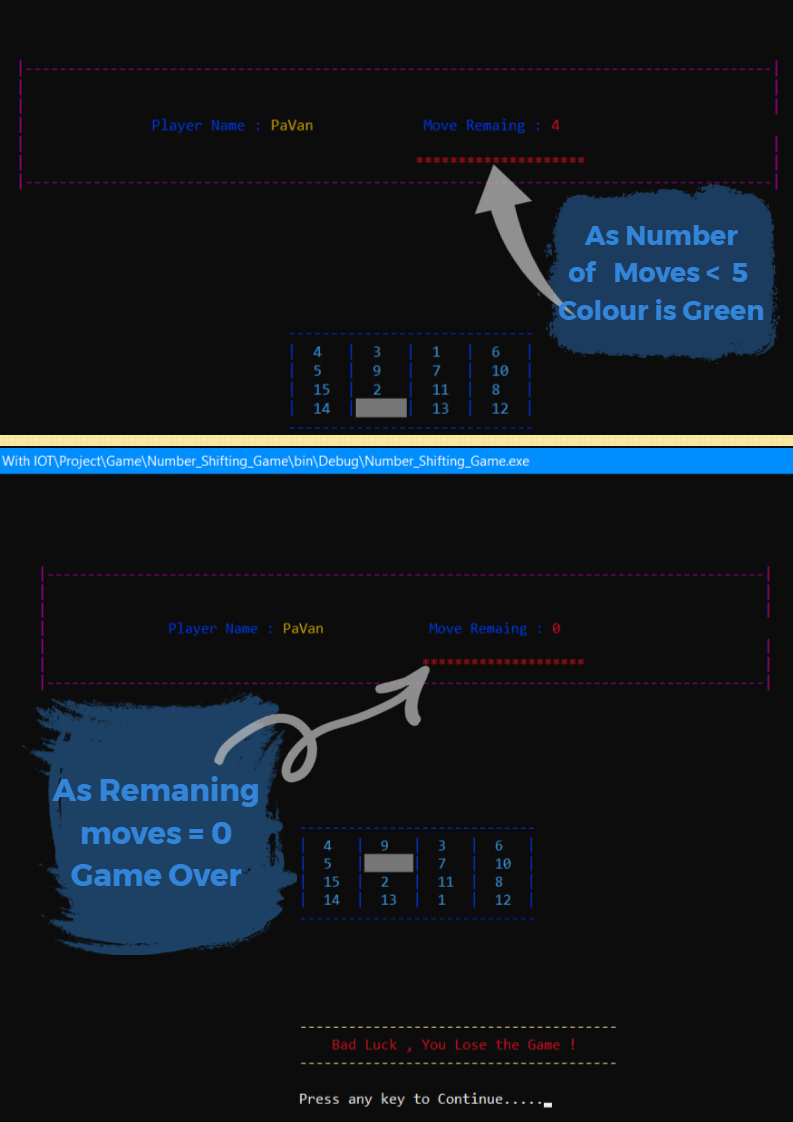 Player Name : PaVan Move Remaing : 4
********************
As Number
of Moves < 5
Colour is Green
4 | 3 | 1 | 6
5 | 9 | 7 | 10
15 | 2 | 11 | 8
14 | | 13 | 12
With IOT\Project\Game\Number_Shifting_Game\bin\Debug\Number_Shifting_Game.exe
Player Name : PaVan Move Remaing : 0
********************
As Remaning
moves = 0
Game Over
4 | 9 | 3 | 6
5 | | 7 | 10
15 | 2 | 11 | 8
14 | 13 | 1 | 12
Bad Luck , You Lose the Game !
Press any key to Continue.....